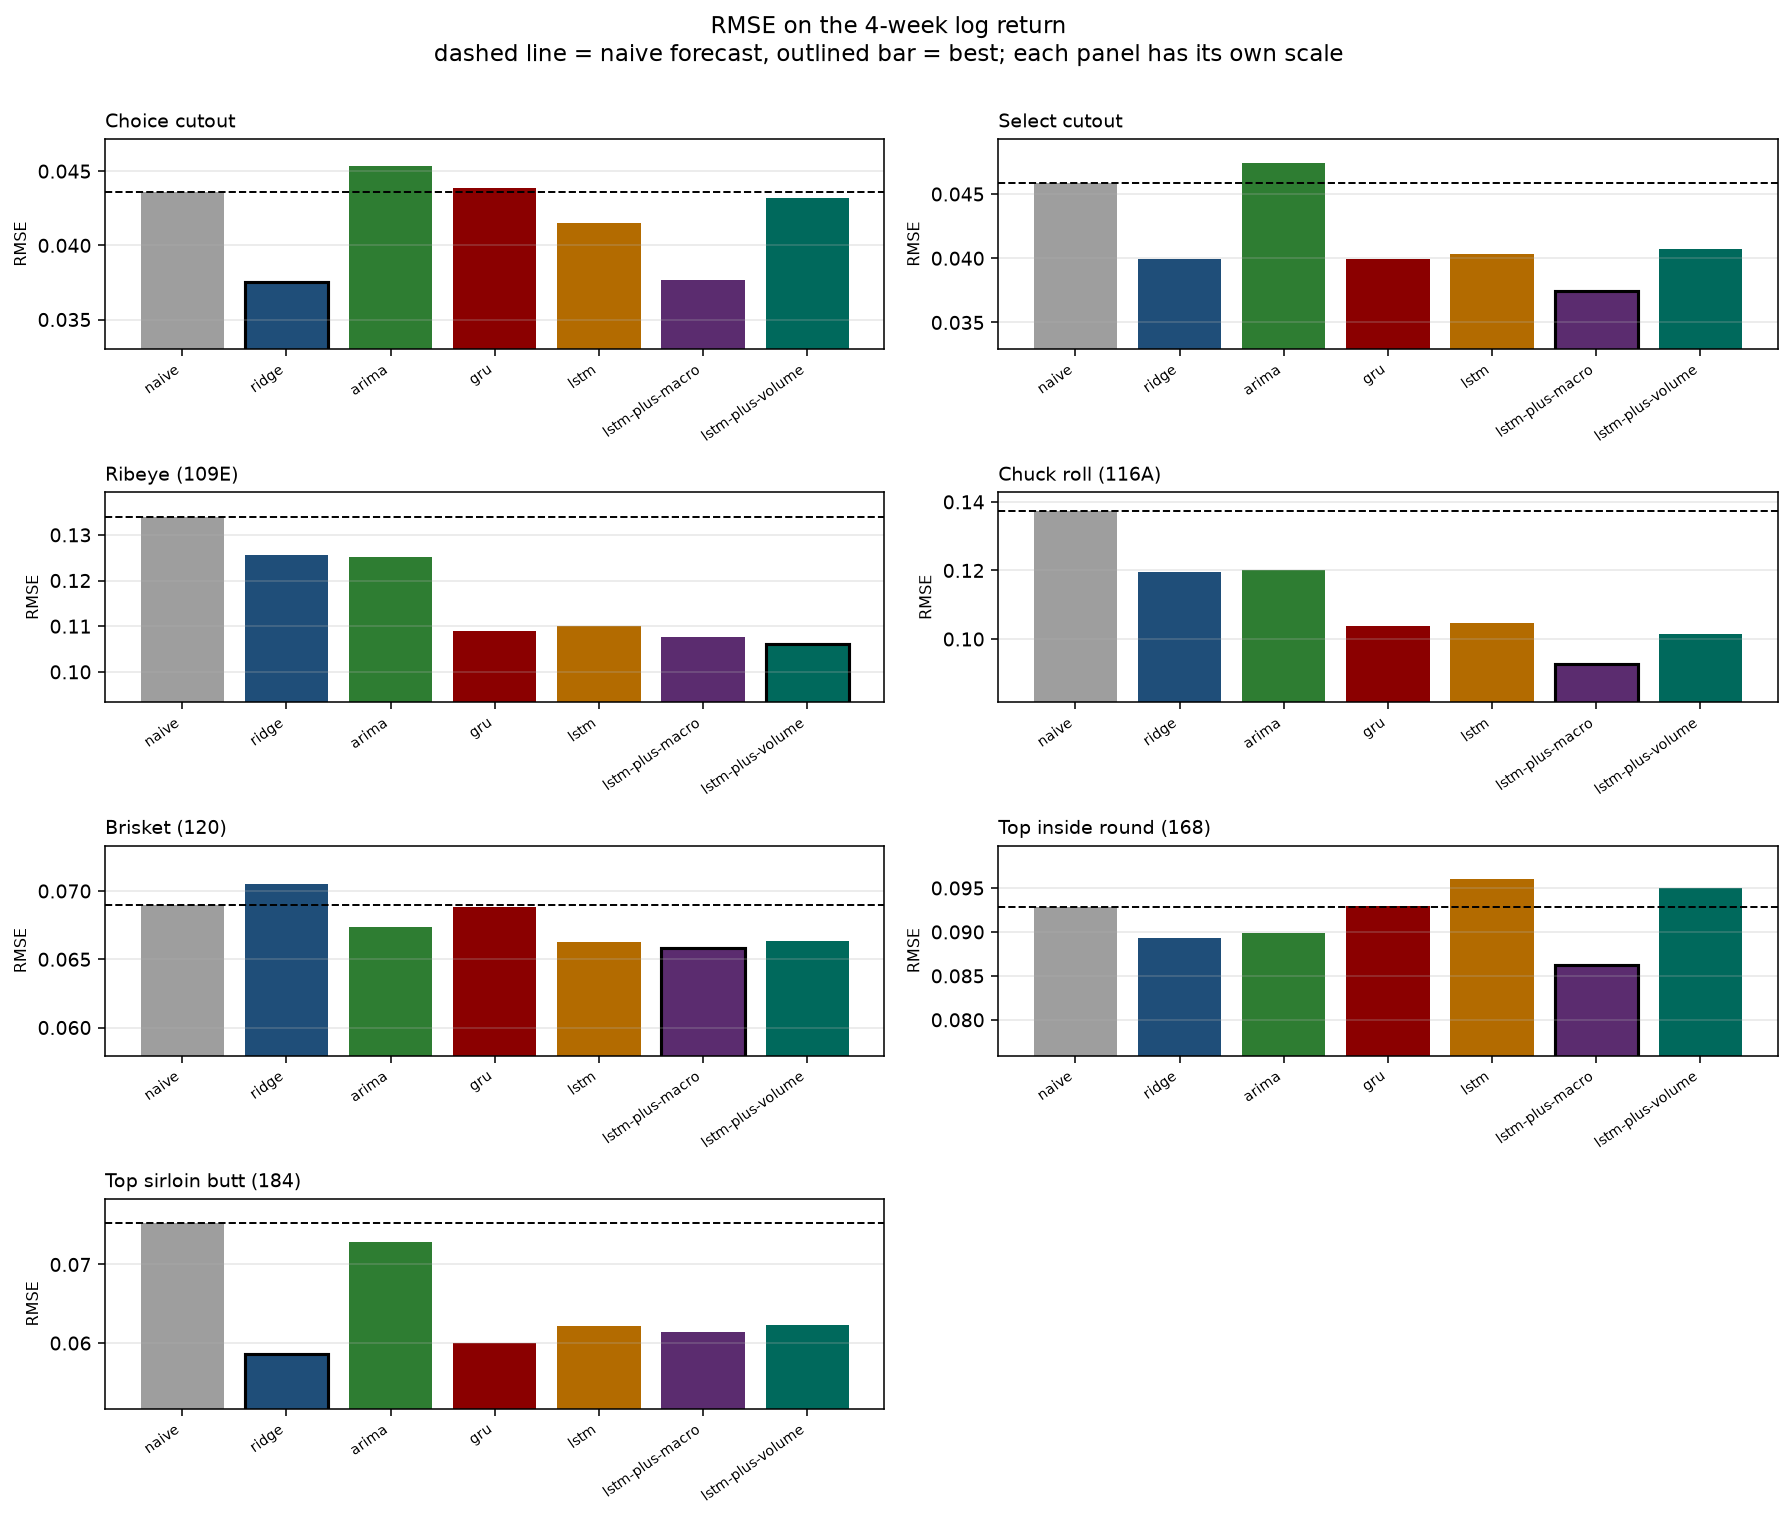 RMSE on the 4-week log return
dashed line = naive forecast, outlined bar = best; each panel has its own scale
Choice cutout
RMSE
0.045
0.040
0.035
naive
ridge
arima
gru
lstm
lstm-plus-macro
lstm-plus-volume
Select cutout
RMSE
0.045
0.040
0.035
naive
ridge
arima
gru
lstm
lstm-plus-macro
lstm-plus-volume
Ribeye (109E)
RMSE
0.13
0.12
0.11
0.10
naive
ridge
arima
gru
lstm
lstm-plus-macro
lstm-plus-volume
Chuck roll (116A)
RMSE
0.14
0.12
0.10
naive
ridge
arima
gru
lstm
lstm-plus-macro
lstm-plus-volume
Brisket (120)
RMSE
0.070
0.065
0.060
naive
ridge
arima
gru
lstm
lstm-plus-macro
lstm-plus-volume
Top inside round (168)
RMSE
0.095
0.090
0.085
0.080
naive
ridge
arima
gru
lstm
lstm-plus-macro
lstm-plus-volume
Top sirloin butt (184)
RMSE
0.07
0.06
naive
ridge
arima
gru
lstm
lstm-plus-macro
lstm-plus-volume